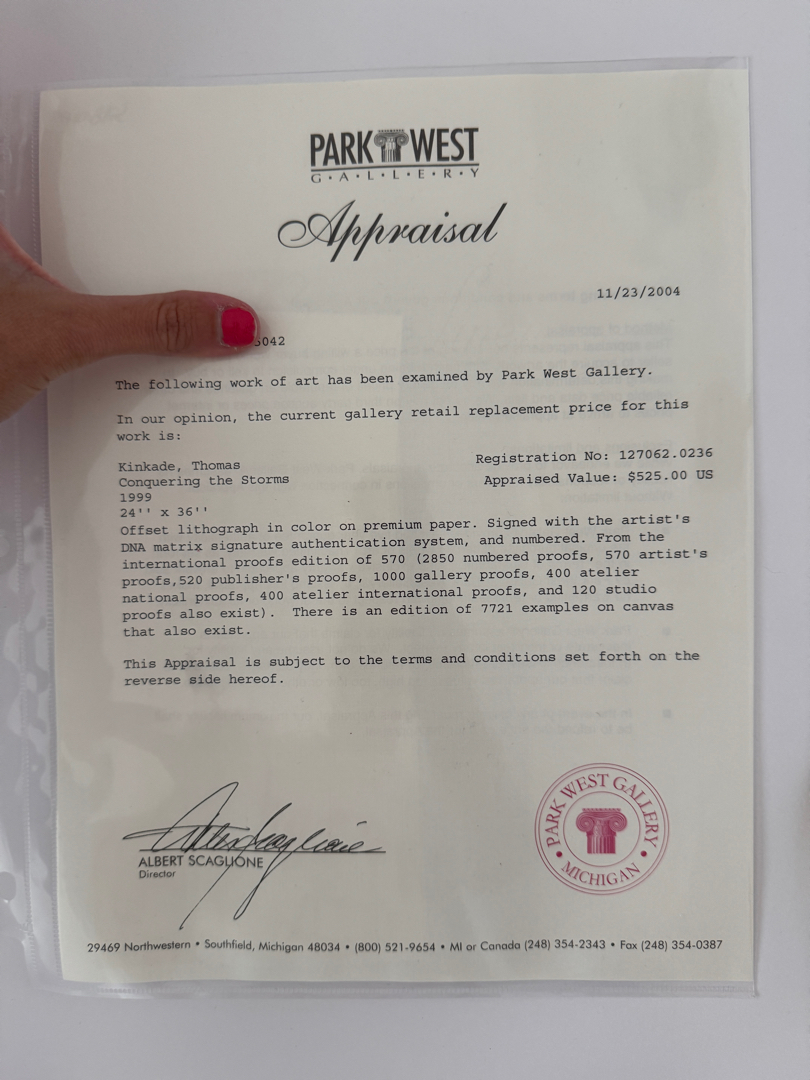 PARK WEST
G·A·L·L·E·R·Y
Appraisal
11/23/2004
5042
The following work of art has been examined by Park West Gallery.
In our opinion, the current gallery retail replacement price for this
work is:
Kinkade, Thomas
Registration No: 127062.0236
Conquering the Storms
Appraised Value: $525.00 US
1999
24'' x 36''
Offset lithograph in color on premium paper. Signed with the artist's
DNA matrix signature authentication system, and numbered. From the
international proofs edition of 570 (2850 numbered proofs, 570 artist's
proofs,520 publisher's proofs, 1000 gallery proofs, 400 atelier
national proofs, 400 atelier international proofs, and 120 studio
proofs also exist). There is an edition of 7721 examples on canvas
that also exist.
This Appraisal is subject to the terms and conditions set forth on the
reverse side hereof.
ALBERT SCAGLIONE
Director
PARK WEST GALLERY
• MICHIGAN •
29469 Northwestern • Southfield, Michigan 48034 • (800) 521-9654 • MI or Canada (248) 354-2343 • Fax (248) 354-0387